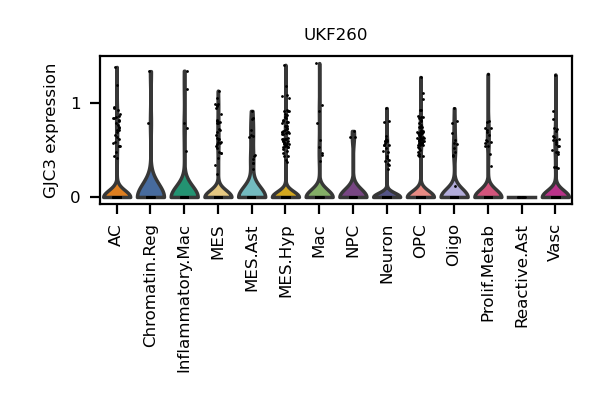 UKF260
GJC3 expression
1
0
AC
Chromatin.Reg
Inflammatory.Mac
MES
MES.Ast
MES.Hyp
Mac
NPC
Neuron
OPC
Oligo
Prolif.Metab
Reactive.Ast
Vasc